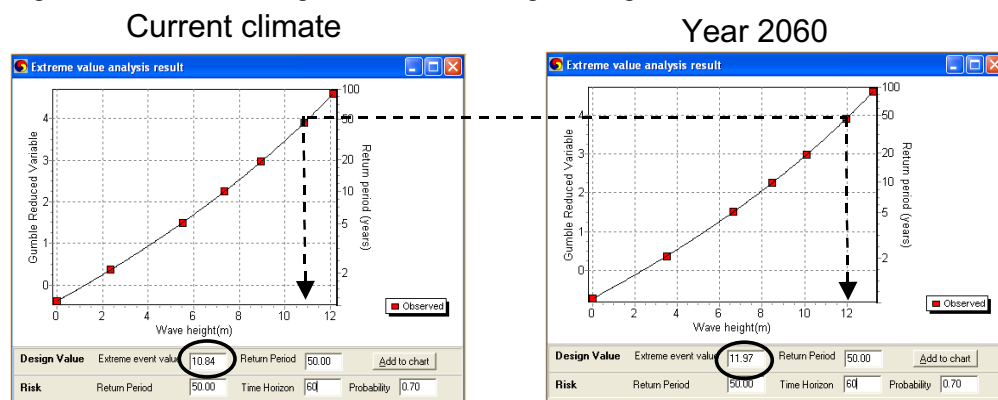 Current climate
Year 2060
Extreme value analysis result
100
4
50
3
20
2
10
1
5
0
2
0 2 4 6 8 10 12
Gumble Reduced Variable
Return period (years)
Wave height(m)
Observed
Design Value Extreme event value 10.84 Return Period 50.00 Add to chart
Risk Return Period 50.00 Time Horizon 60 Probability 0.70
Extreme value analysis result
100
4
50
3
20
2
10
1
5
0
2
0 2 4 6 8 10 12
Gumble Reduced Variable
Return period (years)
Wave height(m)
Observed
Design Value Extreme event value 11.97 Return Period 50.00 Add to chart
Risk Return Period 50.00 Time Horizon 60 Probability 0.70